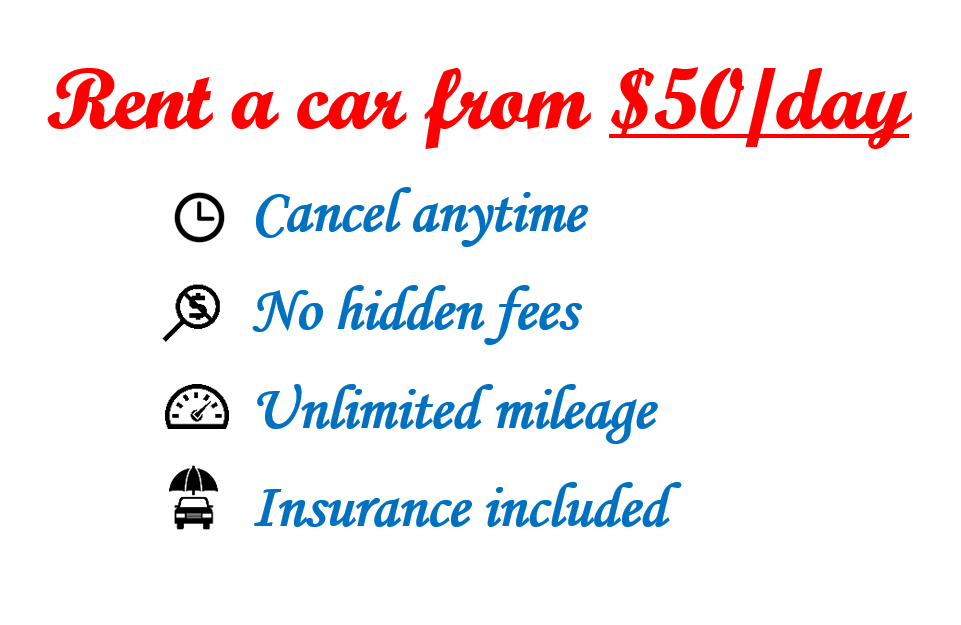 Rent a car from $50/day
Cancel anytime
$
No hidden fees
Unlimited mileage
Insurance included